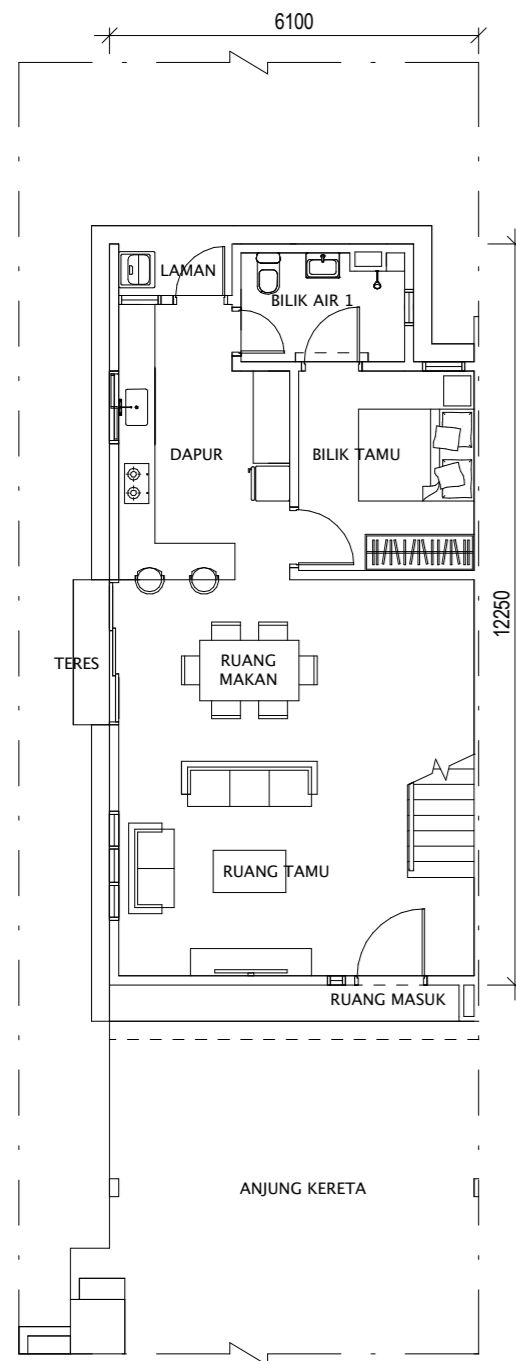 6100
LAMAN
BILIK AIR 1
DAPUR
BILIK TAMU
12250
TERES
RUANG
MAKAN
RUANG TAMU
RUANG MASUK
ANJUNG KERETA